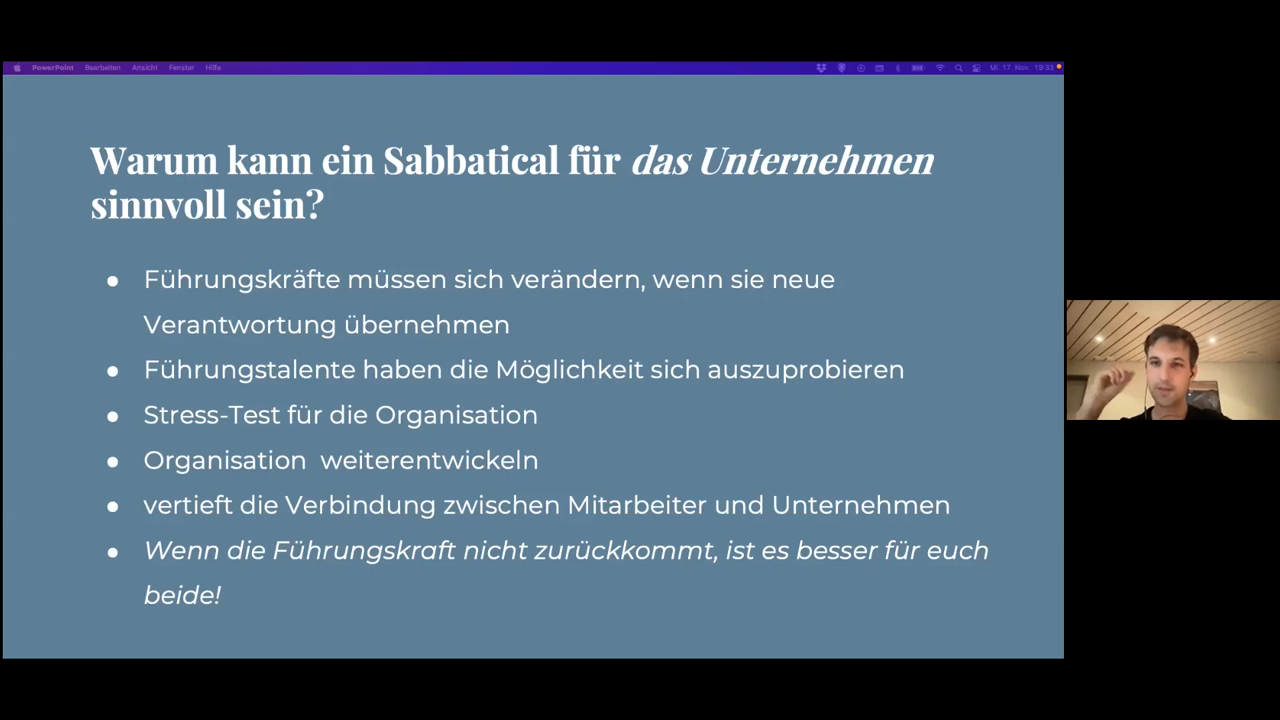 PowerPoint Bearbeiten Ansicht Fenster Hilfe Mi. 17. Nov. 19:33
Warum kann ein Sabbatical für das Unternehmen
sinnvoll sein?
● Führungskräfte müssen sich verändern, wenn sie neue
Verantwortung übernehmen
● Führungstalente haben die Möglichkeit sich auszuprobieren
● Stress-Test für die Organisation
● Organisation  weiterentwickeln
● vertieft die Verbindung zwischen Mitarbeiter und Unternehmen
● Wenn die Führungskraft nicht zurückkommt, ist es besser für euch
beide!